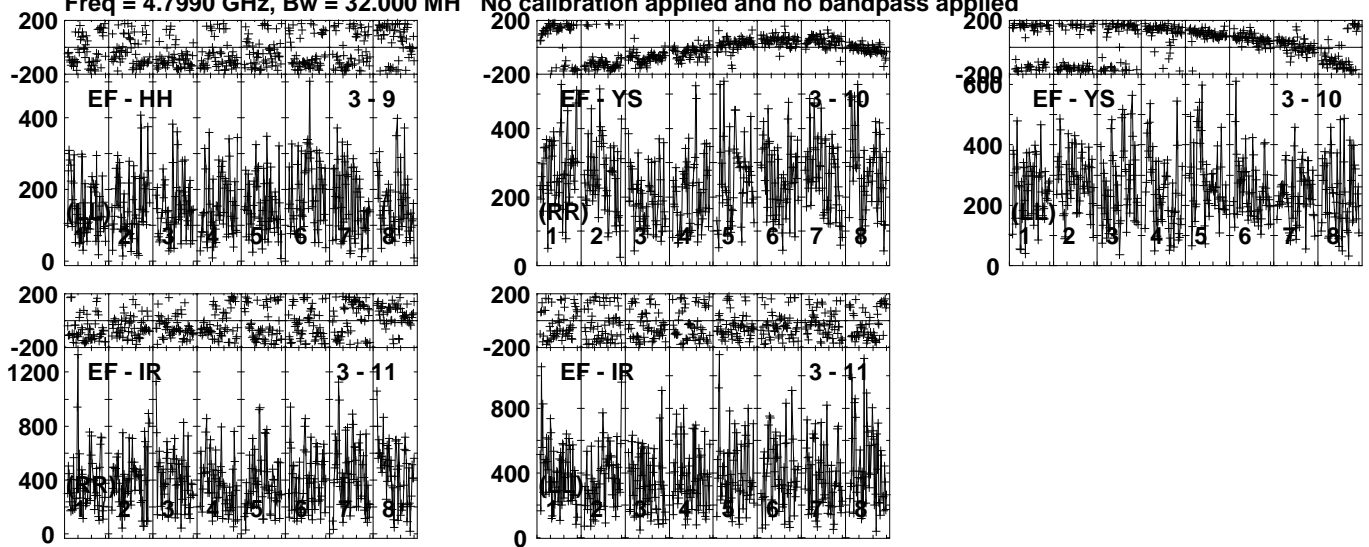 Freq = 4.7990 GHz, Bw = 32.000 MH No calibration applied and no bandpass applied
200
-200
EF - HH 3 - 9
400
200
0
(LL)
1 2 3 4 5 6 7 8
200
-200
EF - YS 3 - 10
400
200
0
(RR)
1 2 3 4 5 6 7 8
200
-200
600
EF - YS 3 - 10
400
200
0
(LL)
1 2 3 4 5 6 7 8
200
-200
1200
EF - IR 3 - 11
800
400
0
(RR)
1 2 3 4 5 6 7 8
200
-200
EF - IR 3 - 11
800
400
0
(LL)
1 2 3 4 5 6 7 8